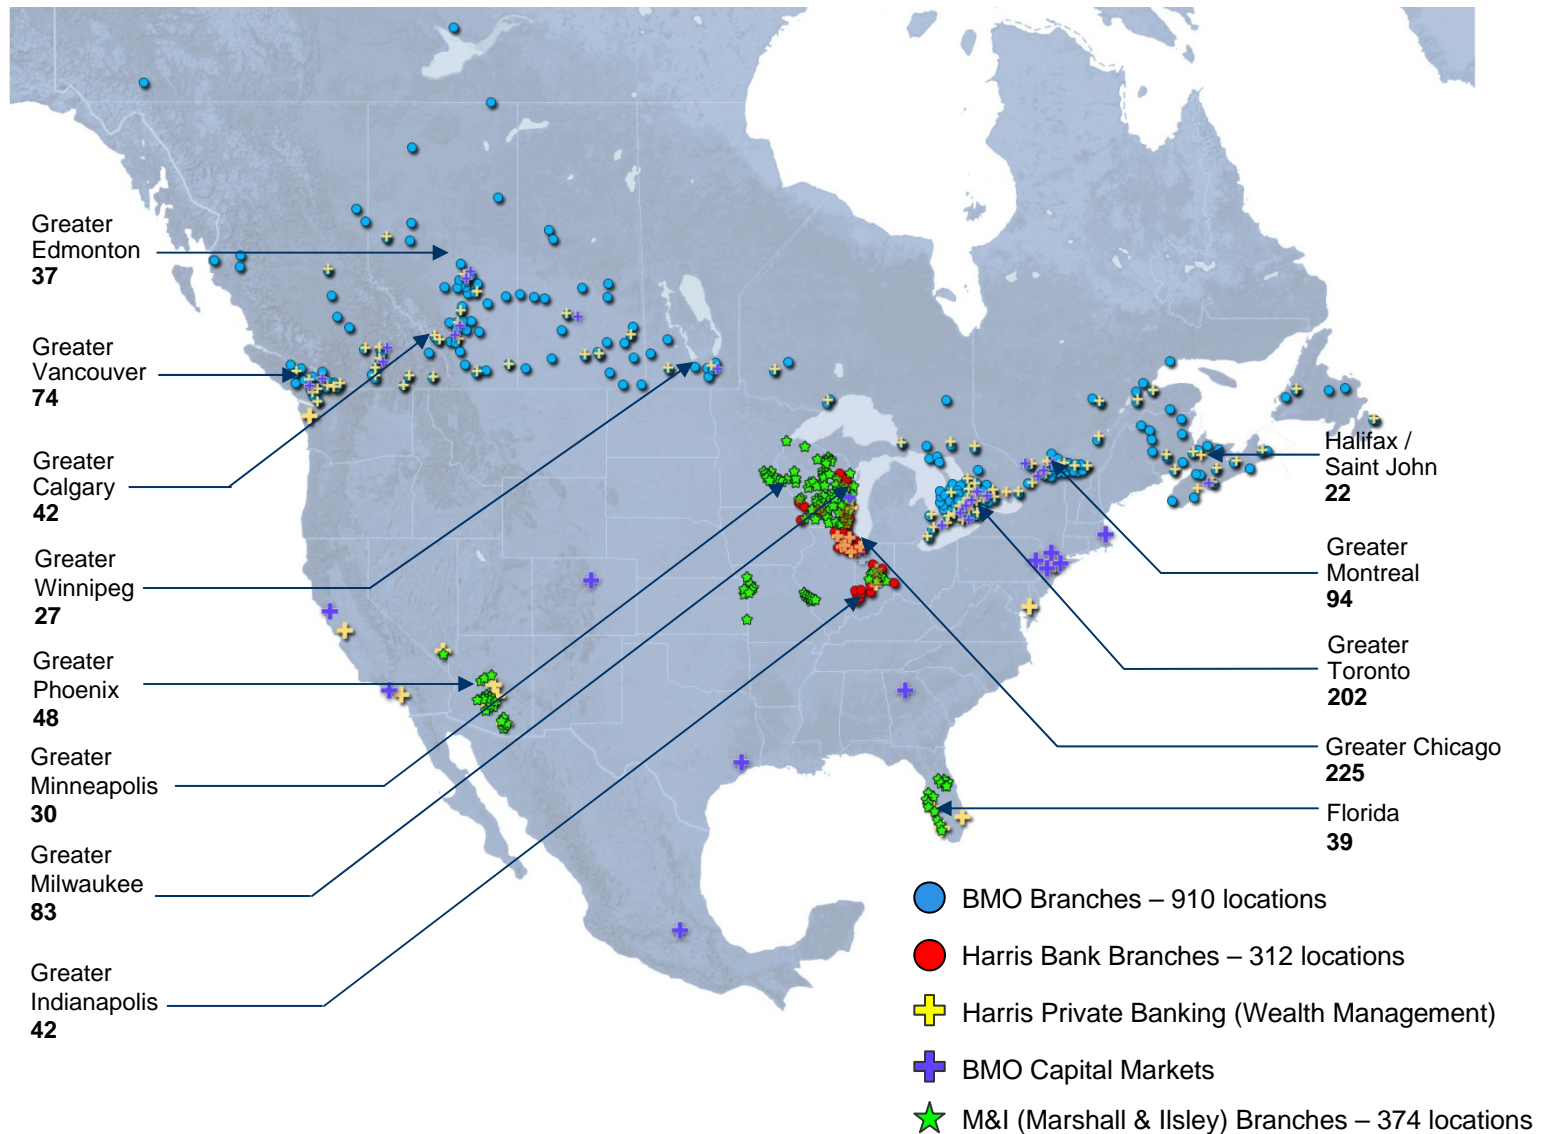 Greater
Edmonton
37
Greater
Vancouver
74
Greater
Calgary
42
Greater
Winnipeg
27
Greater
Phoenix
48
Greater
Minneapolis
30
Greater
Milwaukee
83
Greater
Indianapolis
42
Halifax /
Saint John
22
Greater
Montreal
94
Greater
Toronto
202
Greater Chicago
225
Florida
39
BMO Branches – 910 locations
Harris Bank Branches – 312 locations
Harris Private Banking (Wealth Management)
BMO Capital Markets
M&I (Marshall & Ilsley) Branches – 374 locations